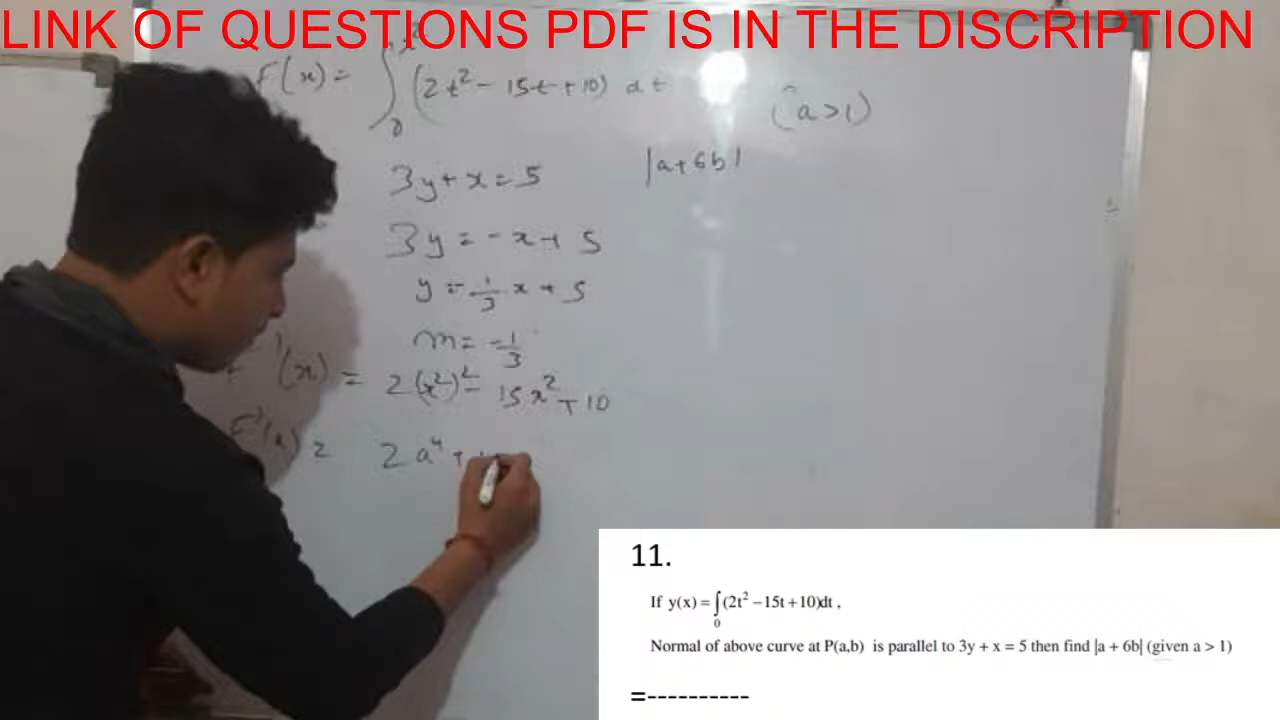 LINK OF QUESTIONS PDF IS IN THE DISCRIPTION
F(x) = ∫₀^x² (2t² - 15t + 10) dt
(a>1)
3y + x = 5
|a+6b|
3y = -x + 5
y = -1/3 x + 5
m = -1/3
F'(x) = 2(x²)² - 15x² + 10
F'(x) = 2a⁴ +
11.
If y(x) = ∫₀ (2t² −15t +10)dt ,
Normal of above curve at P(a,b) is parallel to 3y + x = 5 then find |a + 6b| (given a > 1)
=----------